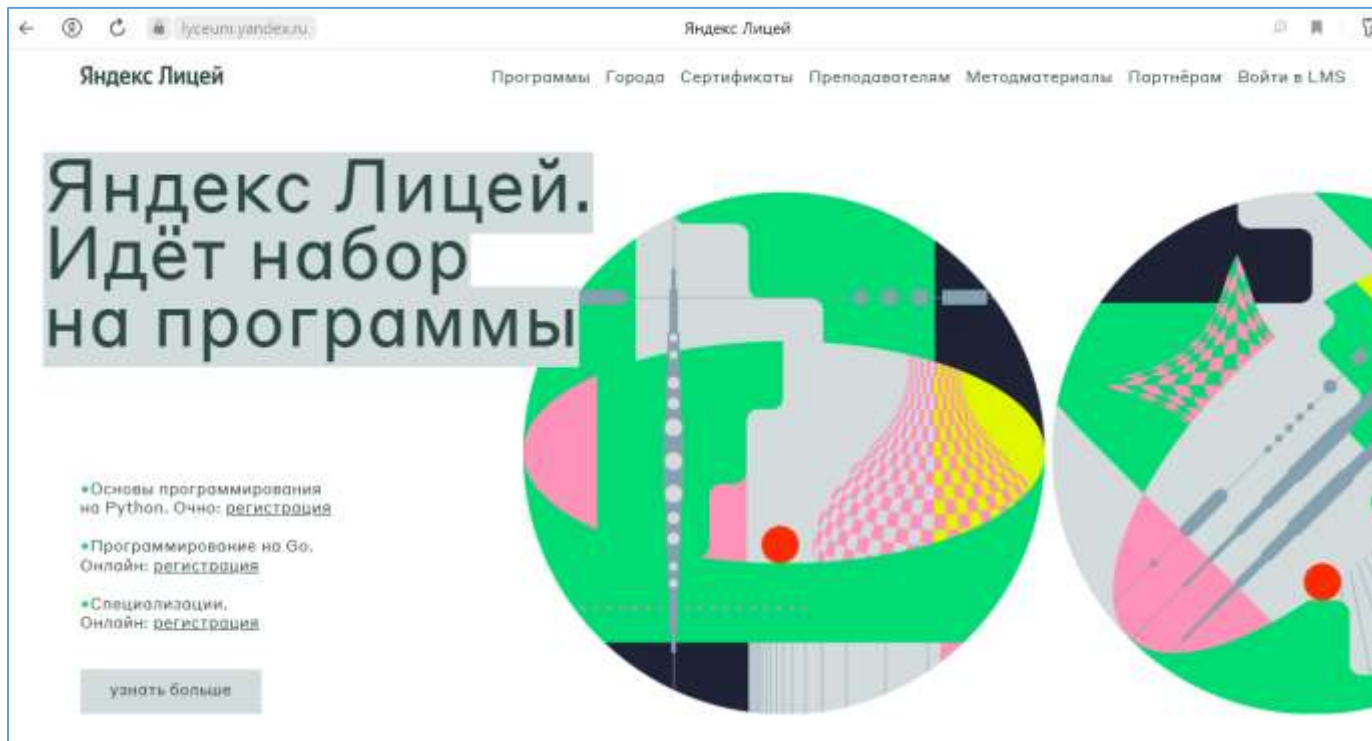 lyceum.yandex.ru
Яндекс Лицей
Яндекс Лицей
Программы Города Сертификаты Преподавателям Методматериалы Партнёрам Войти в LMS
Яндекс Лицей.
Идёт набор
на программы
•Основы программирования
на Python. Очно: регистрация
•Программирование на Go.
Онлайн: регистрация
•Специализации.
Онлайн: регистрация
узнать больше